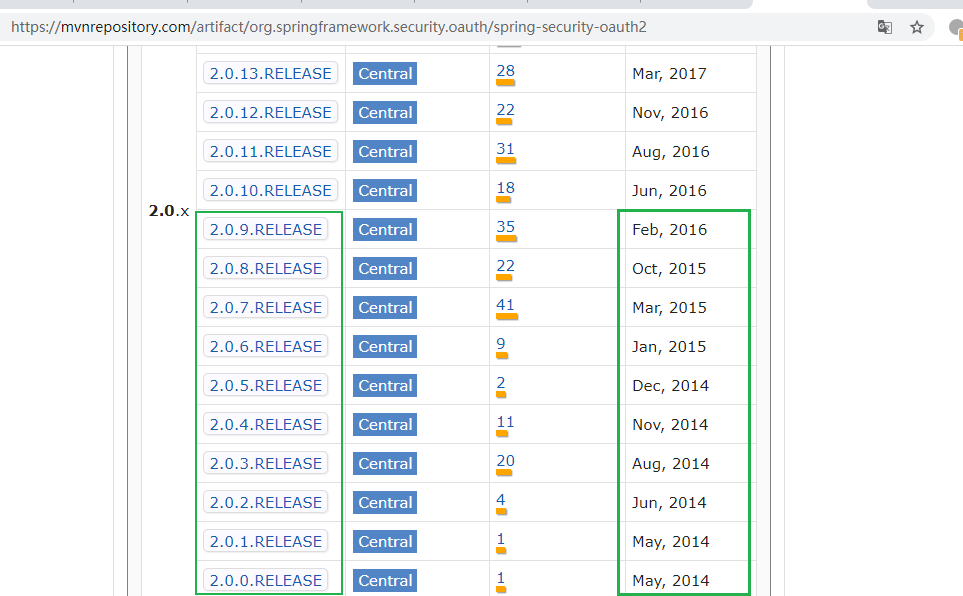 https://mvnrepository.com/artifact/org.springframework.security.oauth/spring-security-oauth2
2.0.13.RELEASE Central 28 Mar, 2017
2.0.12.RELEASE Central 22 Nov, 2016
2.0.11.RELEASE Central 31 Aug, 2016
2.0.10.RELEASE Central 18 Jun, 2016
2.0.x
2.0.9.RELEASE Central 35 Feb, 2016
2.0.8.RELEASE Central 22 Oct, 2015
2.0.7.RELEASE Central 41 Mar, 2015
2.0.6.RELEASE Central 9 Jan, 2015
2.0.5.RELEASE Central 2 Dec, 2014
2.0.4.RELEASE Central 11 Nov, 2014
2.0.3.RELEASE Central 20 Aug, 2014
2.0.2.RELEASE Central 4 Jun, 2014
2.0.1.RELEASE Central 1 May, 2014
2.0.0.RELEASE Central 1 May, 2014